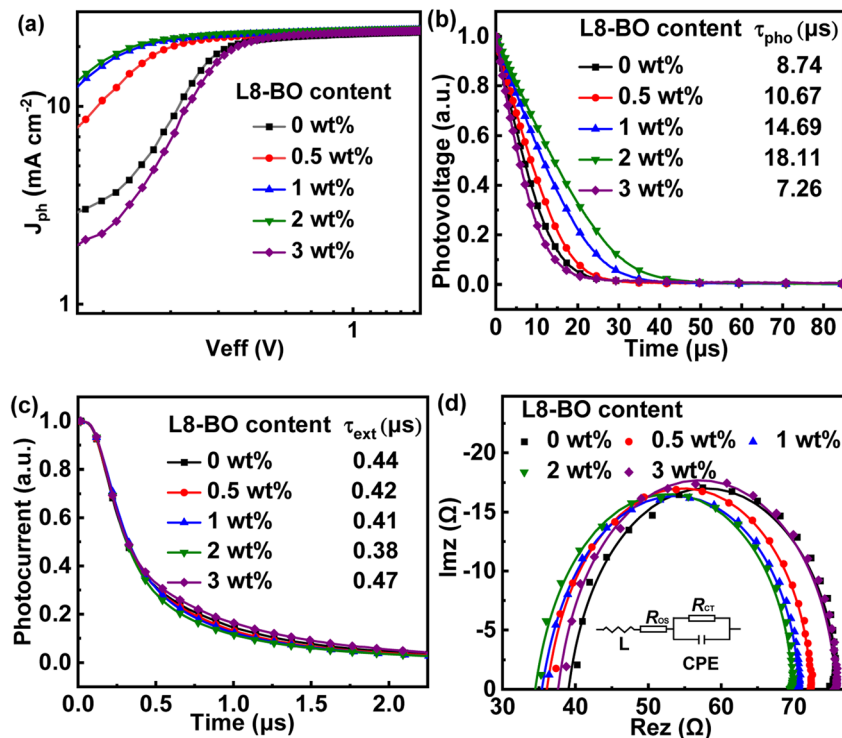 (a)
J_ph (mA cm⁻²)
10
1
L8-BO content
0 wt%
0.5 wt%
1 wt%
2 wt%
3 wt%
1
Veff (V)
(b)
Photovoltage (a.u.)
1.0
0.8
0.6
0.4
0.2
0.0
L8-BO content τ_pho (μs)
0 wt% 8.74
0.5 wt% 10.67
1 wt% 14.69
2 wt% 18.11
3 wt% 7.26
0 10 20 30 40 50 60 70 80
Time (μs)
(c)
Photocurrent (a.u.)
1.0
0.8
0.6
0.4
0.2
0.0
L8-BO content τ_ext (μs)
0 wt% 0.44
0.5 wt% 0.42
1 wt% 0.41
2 wt% 0.38
3 wt% 0.47
0.0 0.5 1.0 1.5 2.0
Time (μs)
(d)
Imz (Ω)
L8-BO content
0 wt% 0.5 wt% 1 wt%
2 wt% 3 wt%
-20
-15
-10
-5
0
R_OS R_CT
L
CPE
30 40 50 60 70
Rez (Ω)